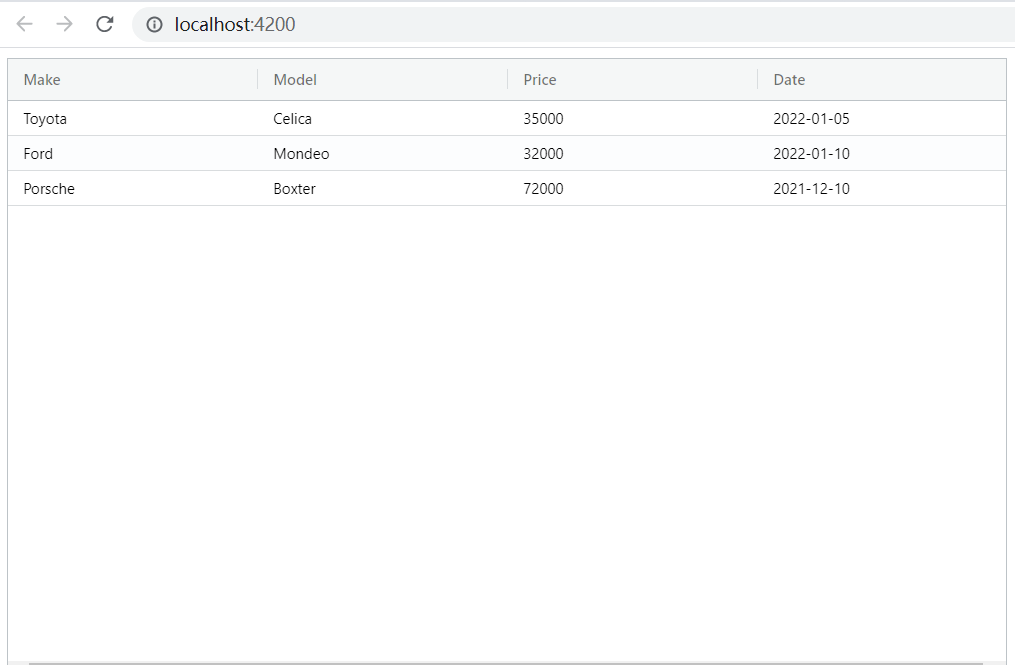 localhost:4200
Make Model Price Date
Toyota Celica 35000 2022-01-05
Ford Mondeo 32000 2022-01-10
Porsche Boxter 72000 2021-12-10